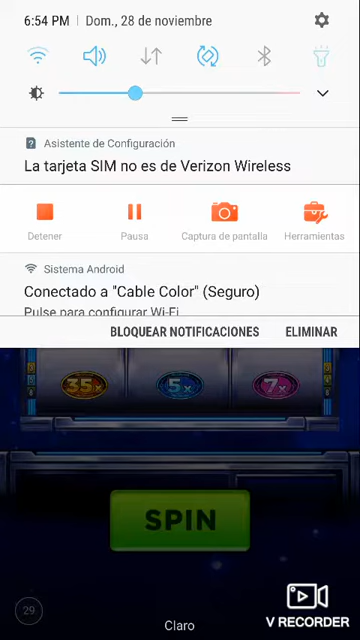 6:54 PM | Dom., 28 de noviembre
Asistente de Configuración
La tarjeta SIM no es de Verizon Wireless
Detener
Pausa
Captura de pantalla
Herramientas
Sistema Android
Conectado a "Cable Color" (Seguro)
Pulse para configurar Wi-Fi
BLOQUEAR NOTIFICACIONES
ELIMINAR
35x
5x
7x
SPIN
29
V RECORDER
Claro